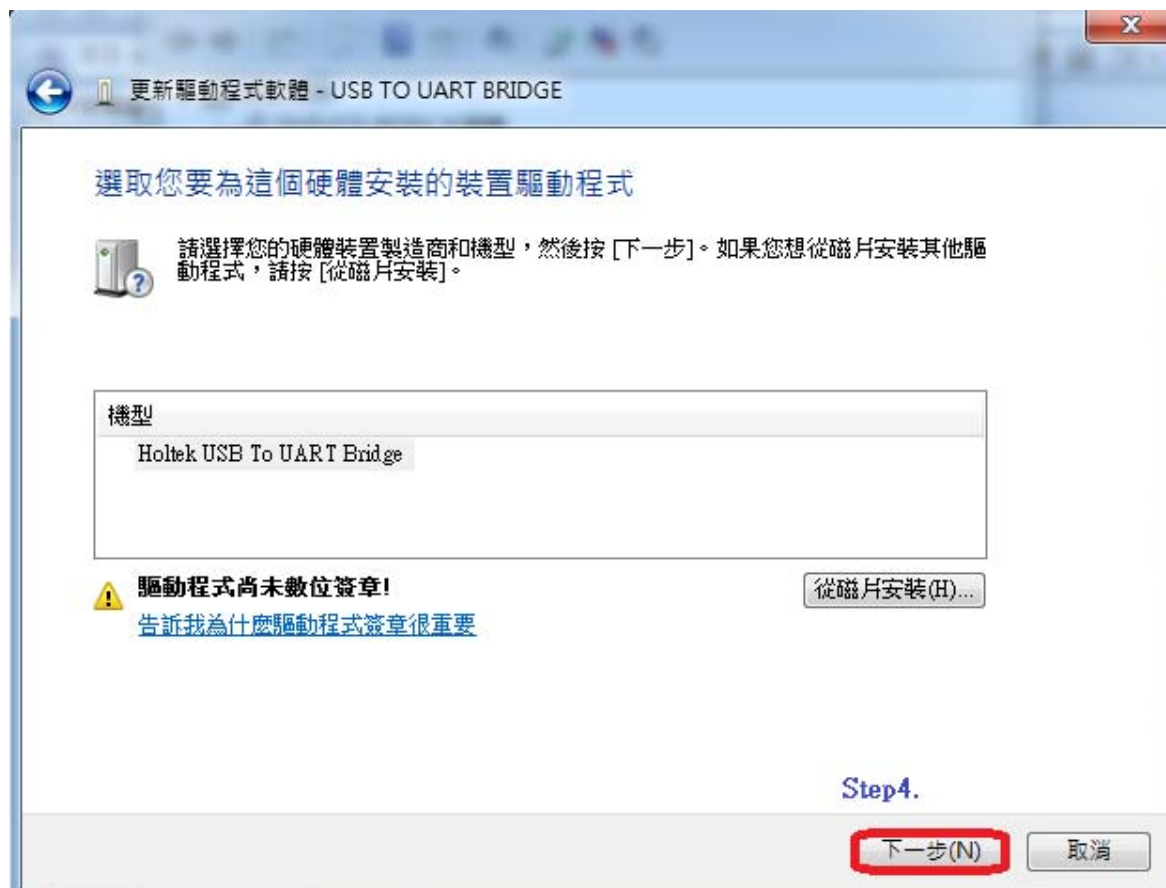 更新驅動程式軟體 - USB TO UART BRIDGE
選取您要為這個硬體安裝的裝置驅動程式
請選擇您的硬體裝置製造商和機型，然後按 [下一步]。如果您想從磁片安裝其他驅
動程式，請按 [從磁片安裝]。
機型
Holtek USB To UART Bridge
驅動程式尚未數位簽章!
從磁片安裝(H)...
告訴我為什麼驅動程式簽章很重要
Step4.
下一步(N)
取消